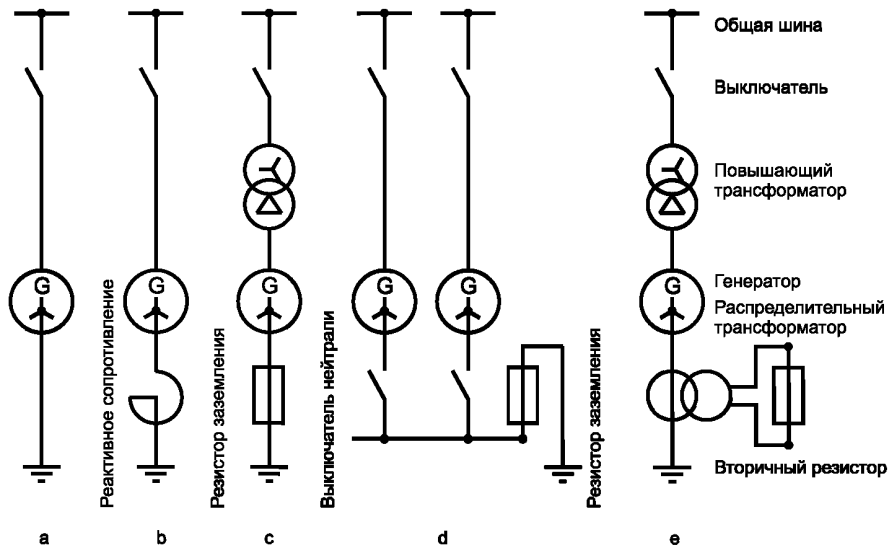 Общая шина
Выключатель
Повышающий
трансформатор
G
G
G
G
G
G
Генератор
Распределительный
трансформатор
Реактивное сопротивление
Резистор заземления
Выключатель нейтрали
Резистор заземления
Вторичный резистор
a
b
c
d
e